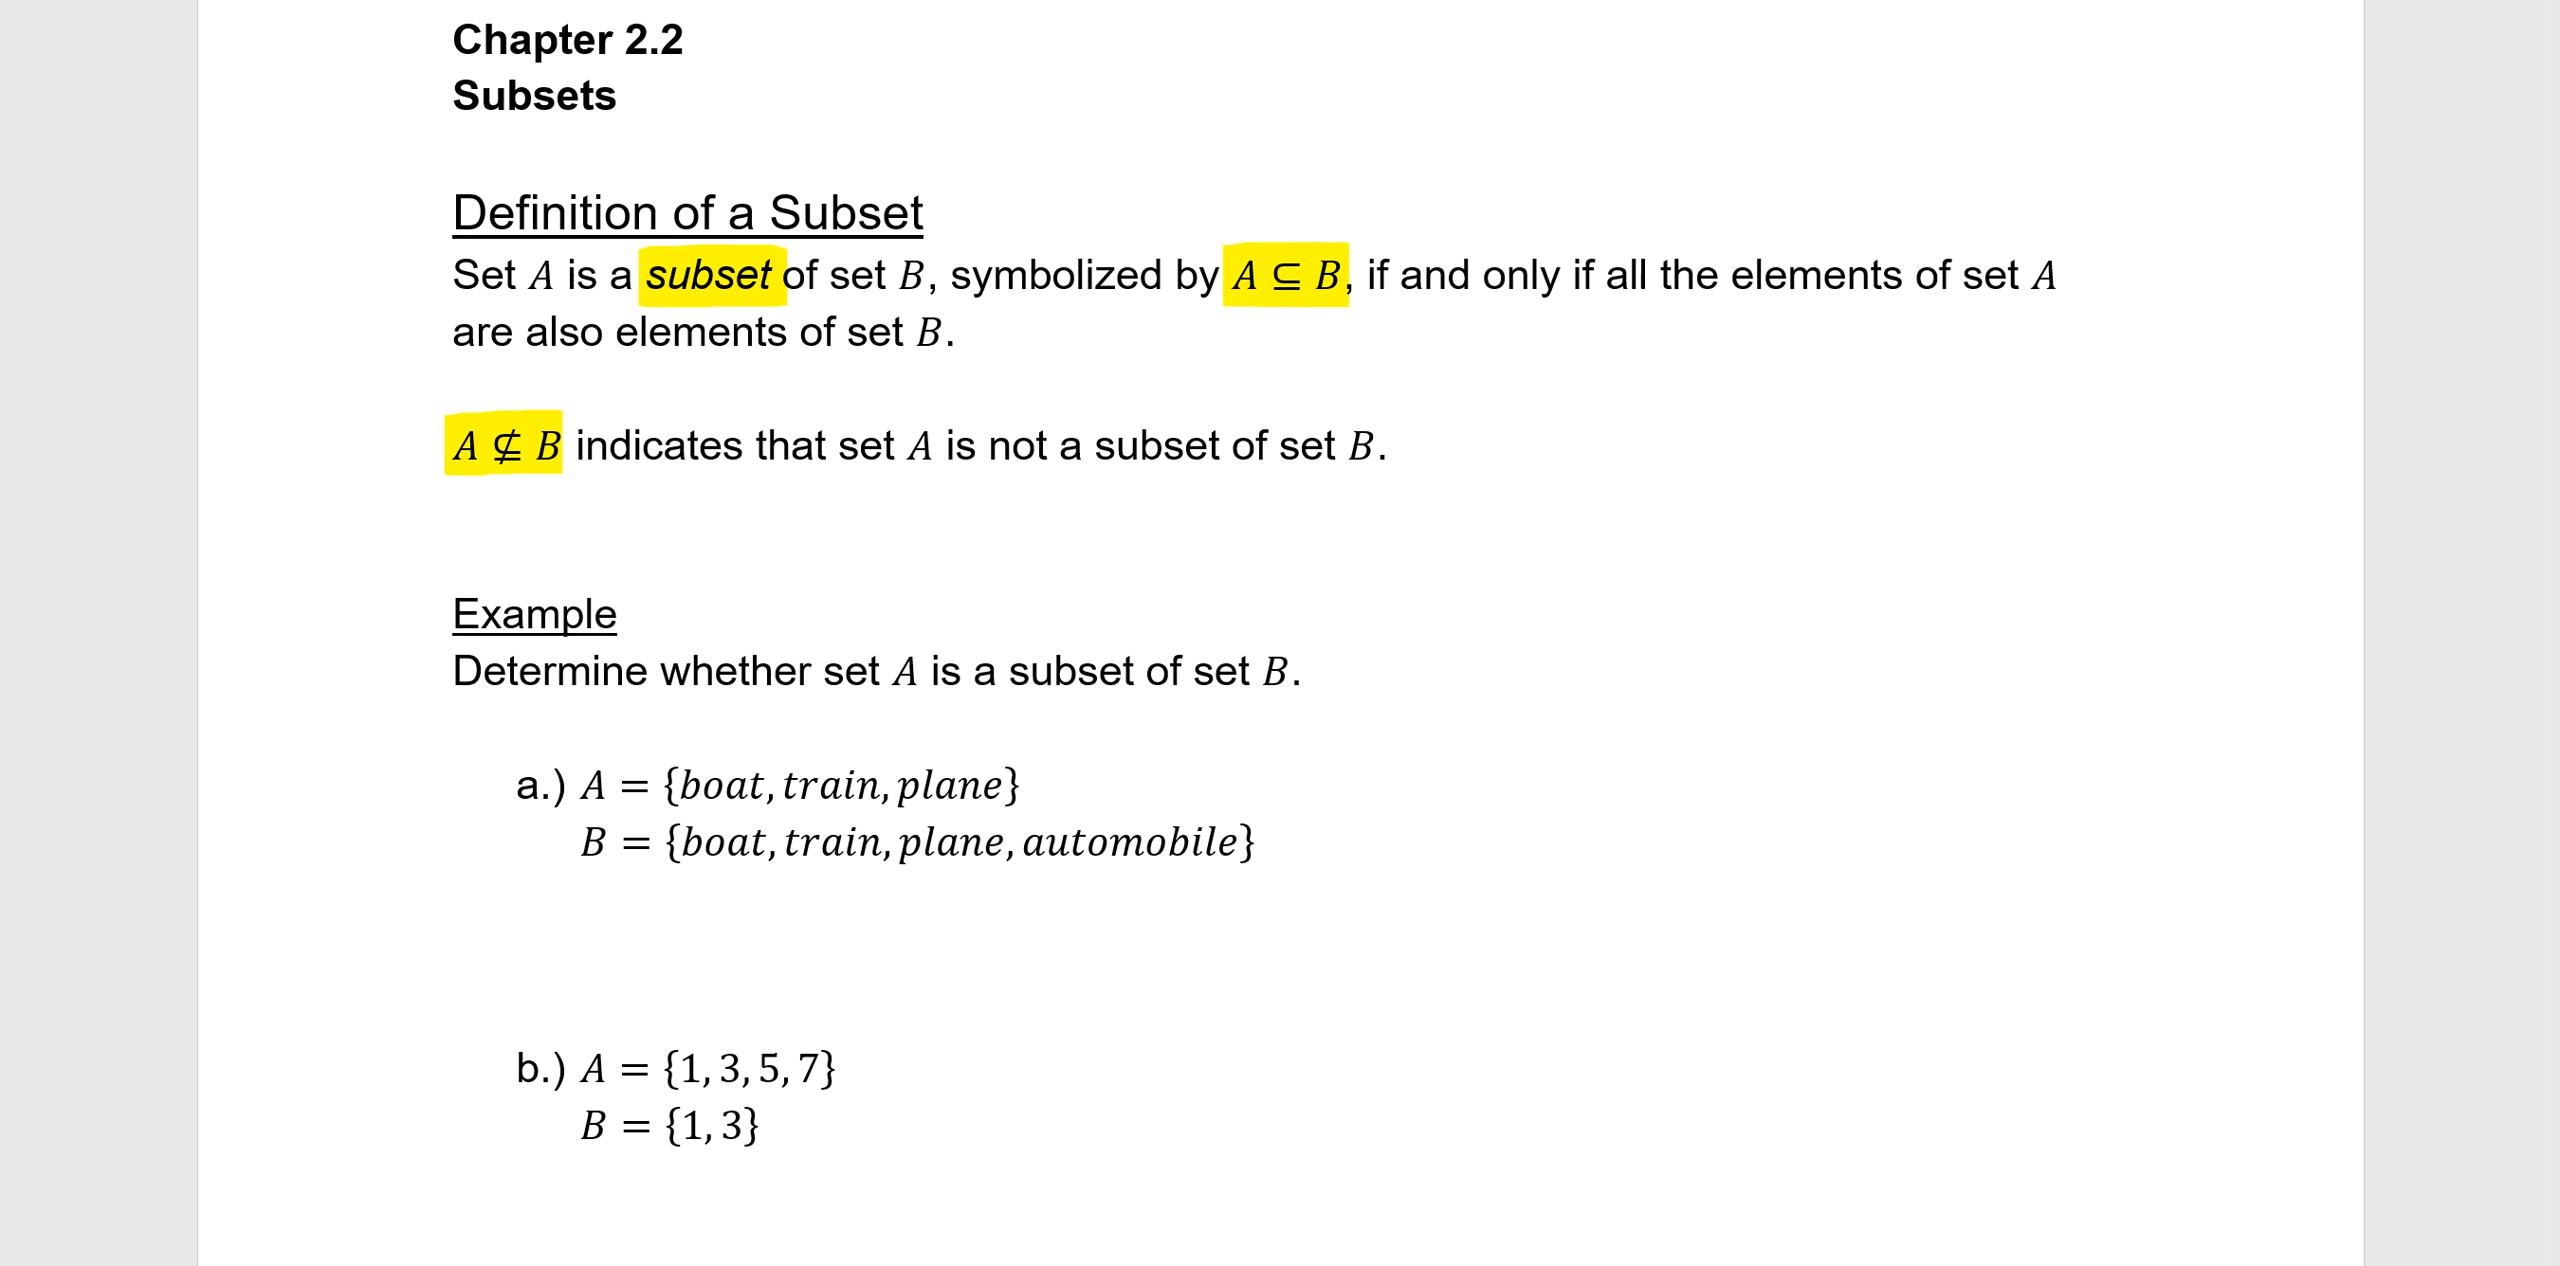 Chapter 2.2
Subsets
Definition of a Subset
Set A is a subset of set B, symbolized by A ⊆ B, if and only if all the elements of set A
are also elements of set B.
A ⊈ B indicates that set A is not a subset of set B.
Example
Determine whether set A is a subset of set B.
a.) A = {boat, train, plane}
B = {boat, train, plane, automobile}
b.) A = {1, 3, 5, 7}
B = {1, 3}